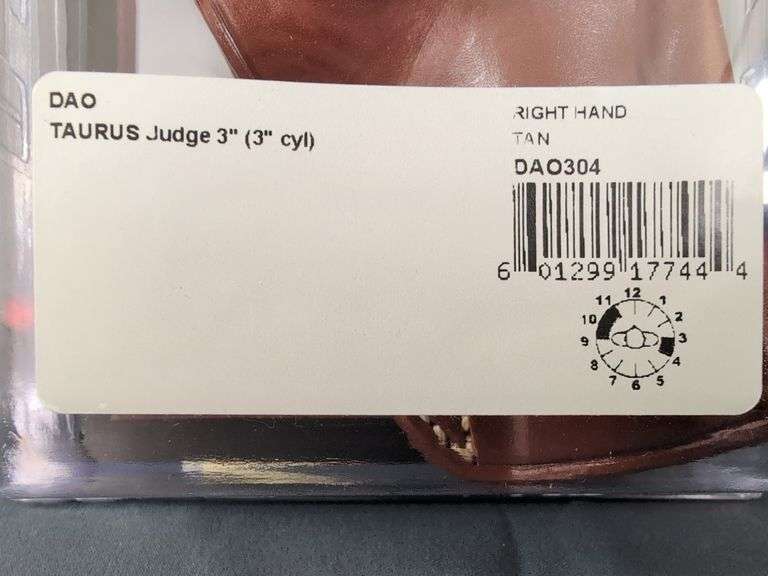 DAO
TAURUS Judge 3" (3" cyl)
RIGHT HAND
TAN
DAO304
6 01299 17744 4
12
11 1
10 2
9 3
8 4
7 5
6